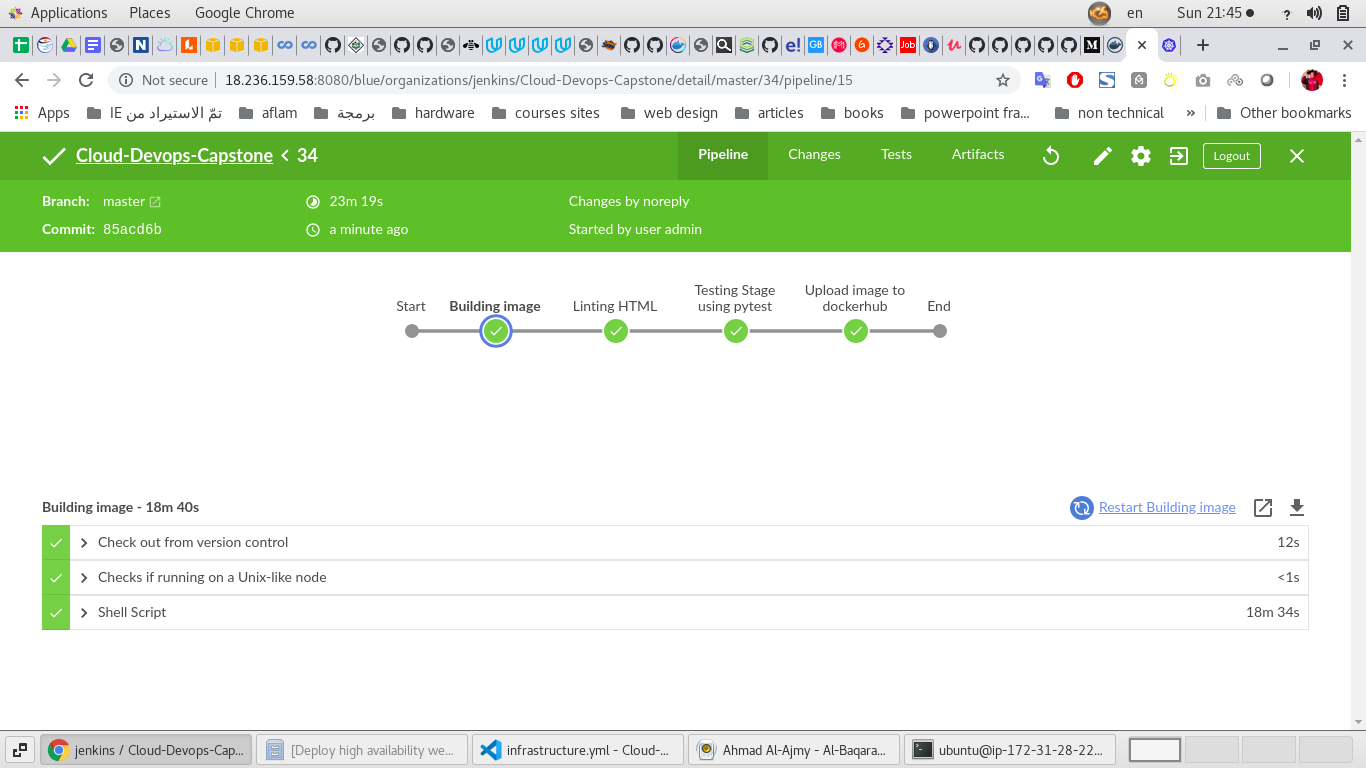 Applications Places Google Chrome en Sun 21:45
Not secure 18.236.159.58:8080/blue/organizations/jenkins/Cloud-Devops-Capstone/detail/master/34/pipeline/15
Apps تمّ الاستيراد من IE aflam برمجة hardware courses sites web design articles books powerpoint fra... non technical » Other bookmarks
Cloud-Devops-Capstone < 34 Pipeline Changes Tests Artifacts Logout
Branch: master 23m 19s Changes by noreply
Commit: 85acd6b a minute ago Started by user admin
Start Building image Linting HTML Testing Stage using pytest Upload image to dockerhub End
Building image - 18m 40s Restart Building image
Check out from version control 12s
Checks if running on a Unix-like node <1s
Shell Script 18m 34s
jenkins / Cloud-Devops-Cap... [Deploy high availability we... infrastructure.yml - Cloud-... Ahmed Al-Ajmy - Al-Baqara... ubuntu@ip-172-31-28-22...